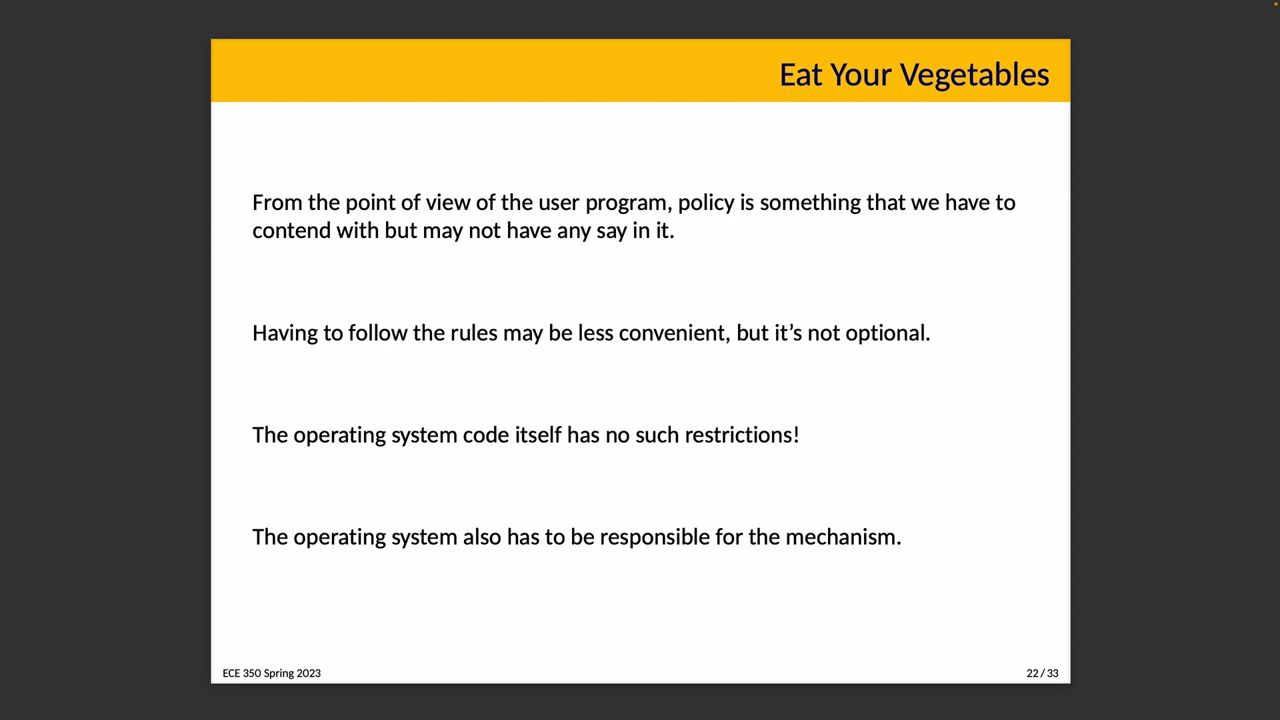 Eat Your Vegetables
From the point of view of the user program, policy is something that we have to
contend with but may not have any say in it.
Having to follow the rules may be less convenient, but it’s not optional.
The operating system code itself has no such restrictions!
The operating system also has to be responsible for the mechanism.
ECE 350 Spring 2023
22 / 33